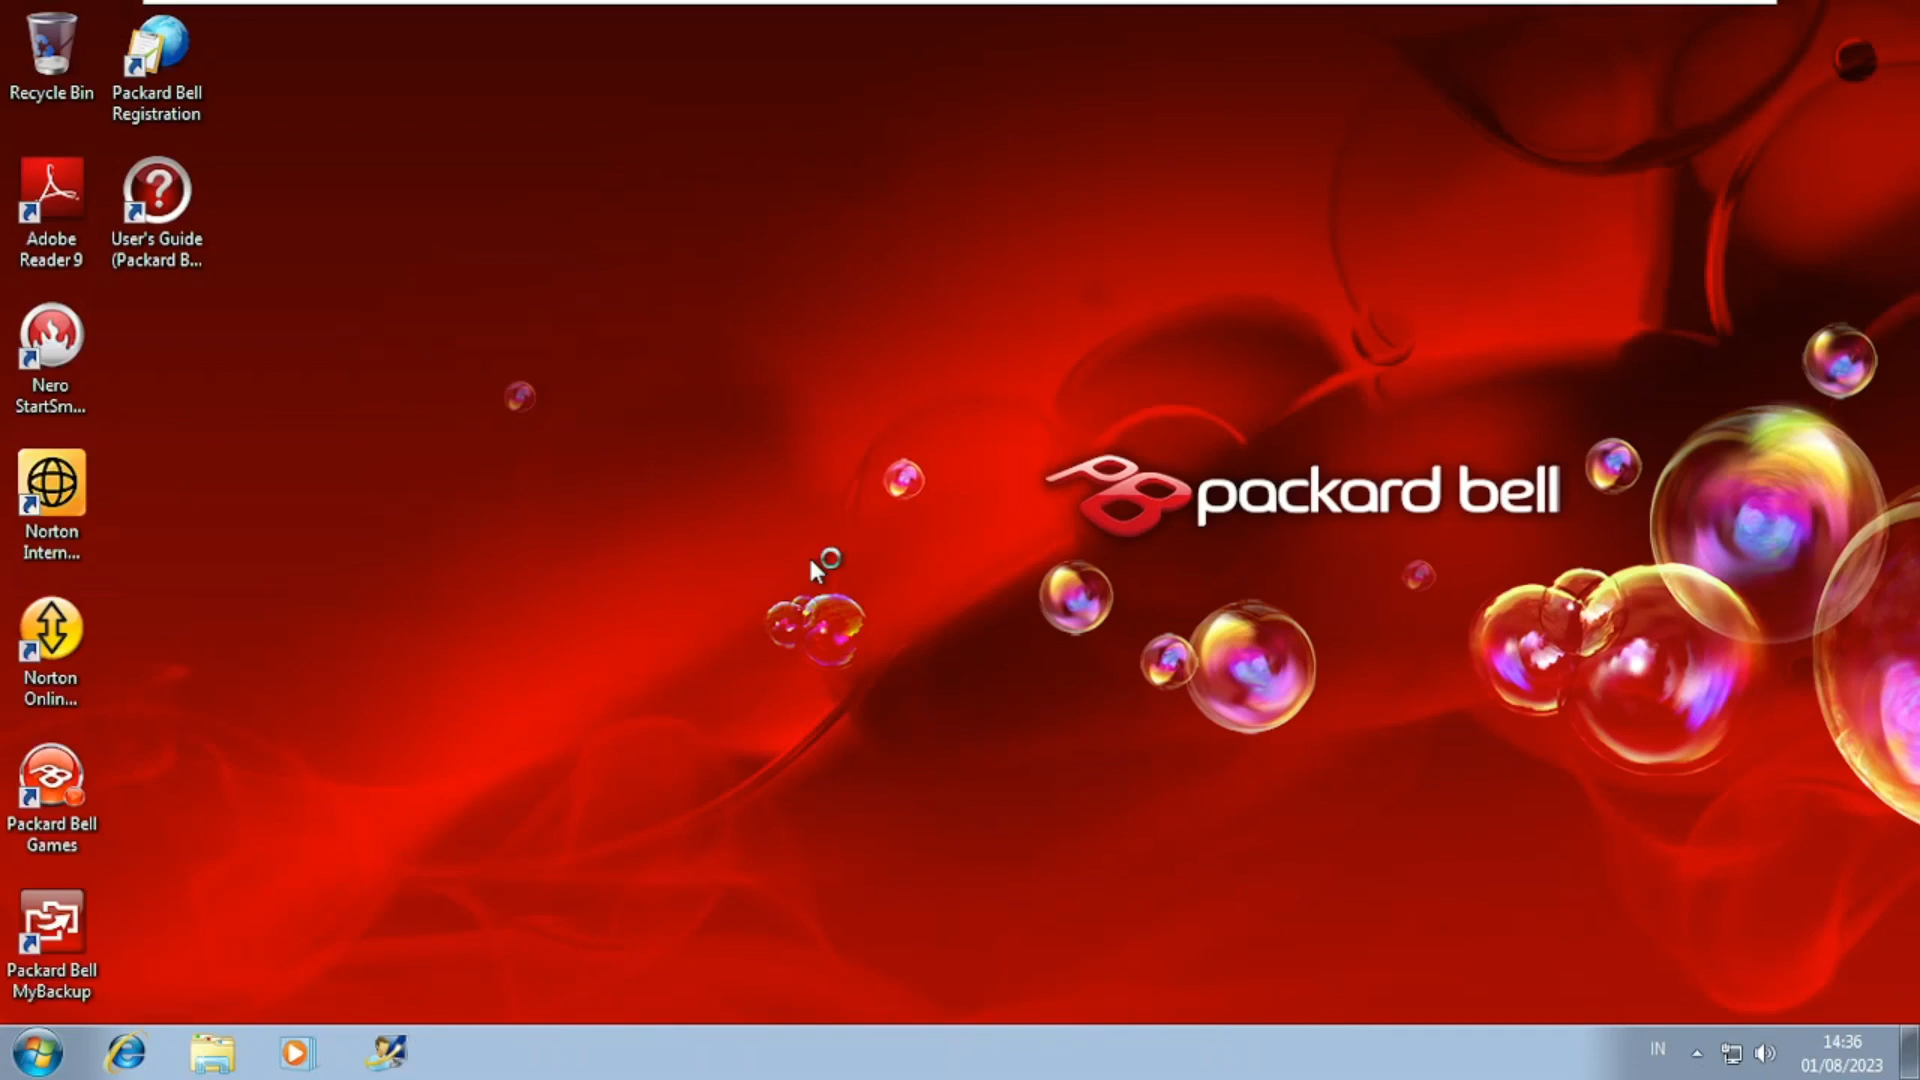 Recycle Bin
Packard Bell
Registration
Adobe
Reader 9
User's Guide
(Packard B...
Nero
StartSm...
Norton
Intern...
Norton
Onlin...
Packard Bell
Games
Packard Bell
MyBackup
packard bell
IN
14:36
01/08/2023